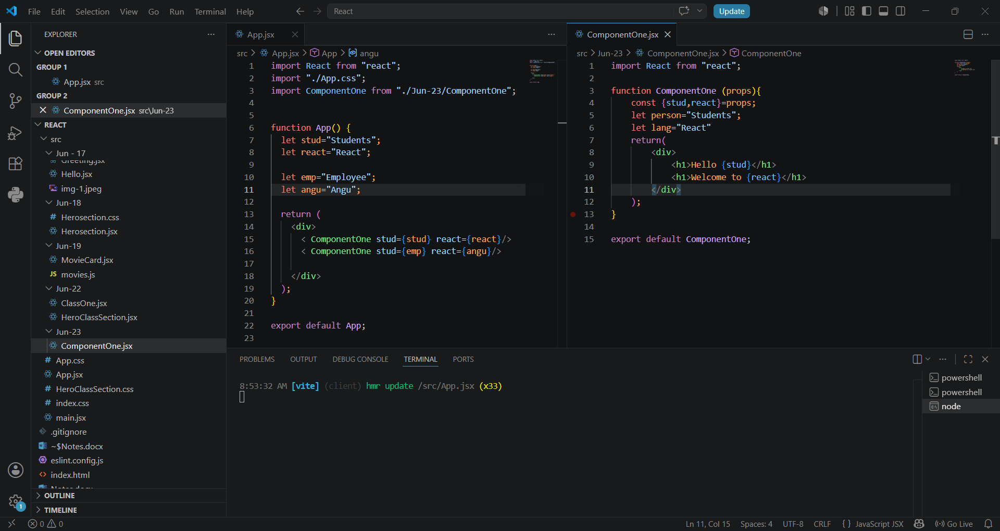 File Edit Selection View Go Run Terminal Help
React
Update
EXPLORER
OPEN EDITORS
GROUP 1
App.jsx src
GROUP 2
ComponentOne.jsx src\Jun-23
REACT
src
Jun - 17
Greeting.jsx
Hello.jsx
img-1.jpeg
Jun-18
# Herosection.css
Herosection.jsx
Jun-19
MovieCard.jsx
JS movies.js
Jun-22
ClassOne.jsx
HeroClassSection.jsx
Jun-23
ComponentOne.jsx
# App.css
App.jsx
# HeroClassSection.css
# index.css
main.jsx
.gitignore
~$Notes.docx
eslint.config.js
index.html
Notes.docx
OUTLINE
TIMELINE
App.jsx
src > App.jsx > App > angu
1 import React from "react";
2 import "./App.css";
3 import ComponentOne from "./Jun-23/ComponentOne";
4
5
6 function App() {
7 let stud="Students";
8 let react="React";
9
10 let emp="Employee";
11 let angu="Angu";
12
13 return (
14 <div>
15 < ComponentOne stud={stud} react={react}/>
16 < ComponentOne stud={emp} react={angu}/>
17
18 </div>
19 );
20 }
21
22 export default App;
23
ComponentOne.jsx
src > Jun-23 > ComponentOne.jsx > ComponentOne
1 import React from "react";
2
3 function ComponentOne (props){
4 const {stud,react}=props;
5 let person="Students";
6 let lang="React"
7 return(
8 <div>
9 <h1>Hello {stud}</h1>
10 <h1>Welcome to {react}</h1>
11 </div>
12 );
13 }
14
15 export default ComponentOne;
PROBLEMS OUTPUT DEBUG CONSOLE TERMINAL PORTS
8:53:32 AM [vite] (client) hmr update /src/App.jsx (x33)
powershell
powershell
node
1
0 0
Ln 11, Col 15 Spaces: 4 UTF-8 CRLF { } JavaScript JSX Go Live